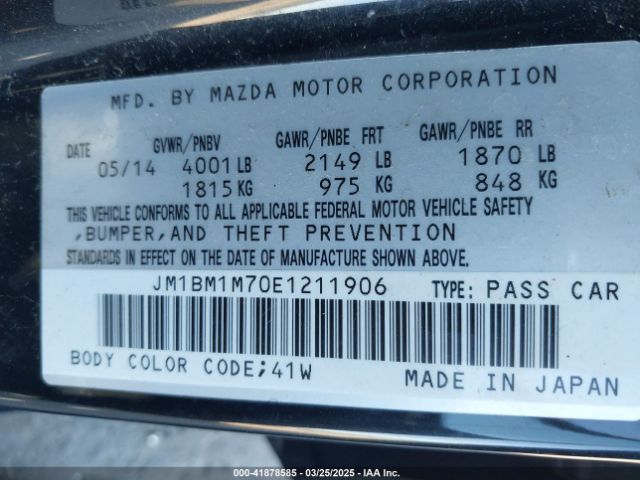 MFD. BY MAZDA MOTOR CORPORATION
DATE GVWR/PNBV GAWR/PNBE FRT GAWR/PNBE RR
05/14 4001 LB 2149 LB 1870 LB
1815 KG 975 KG 848 KG
THIS VEHICLE CONFORMS TO ALL APPLICABLE FEDERAL MOTOR VEHICLE SAFETY
,BUMPER,AND THEFT PREVENTION
STANDARDS IN EFFECT ON THE DATE OF MANUFACTURE SHOWN ABOVE.
JM1BM1M70E1211906 TYPE: PASS CAR
BODY COLOR CODE;41W
MADE IN JAPAN
000-41878585 — 03/25/2025 — IAA Inc.